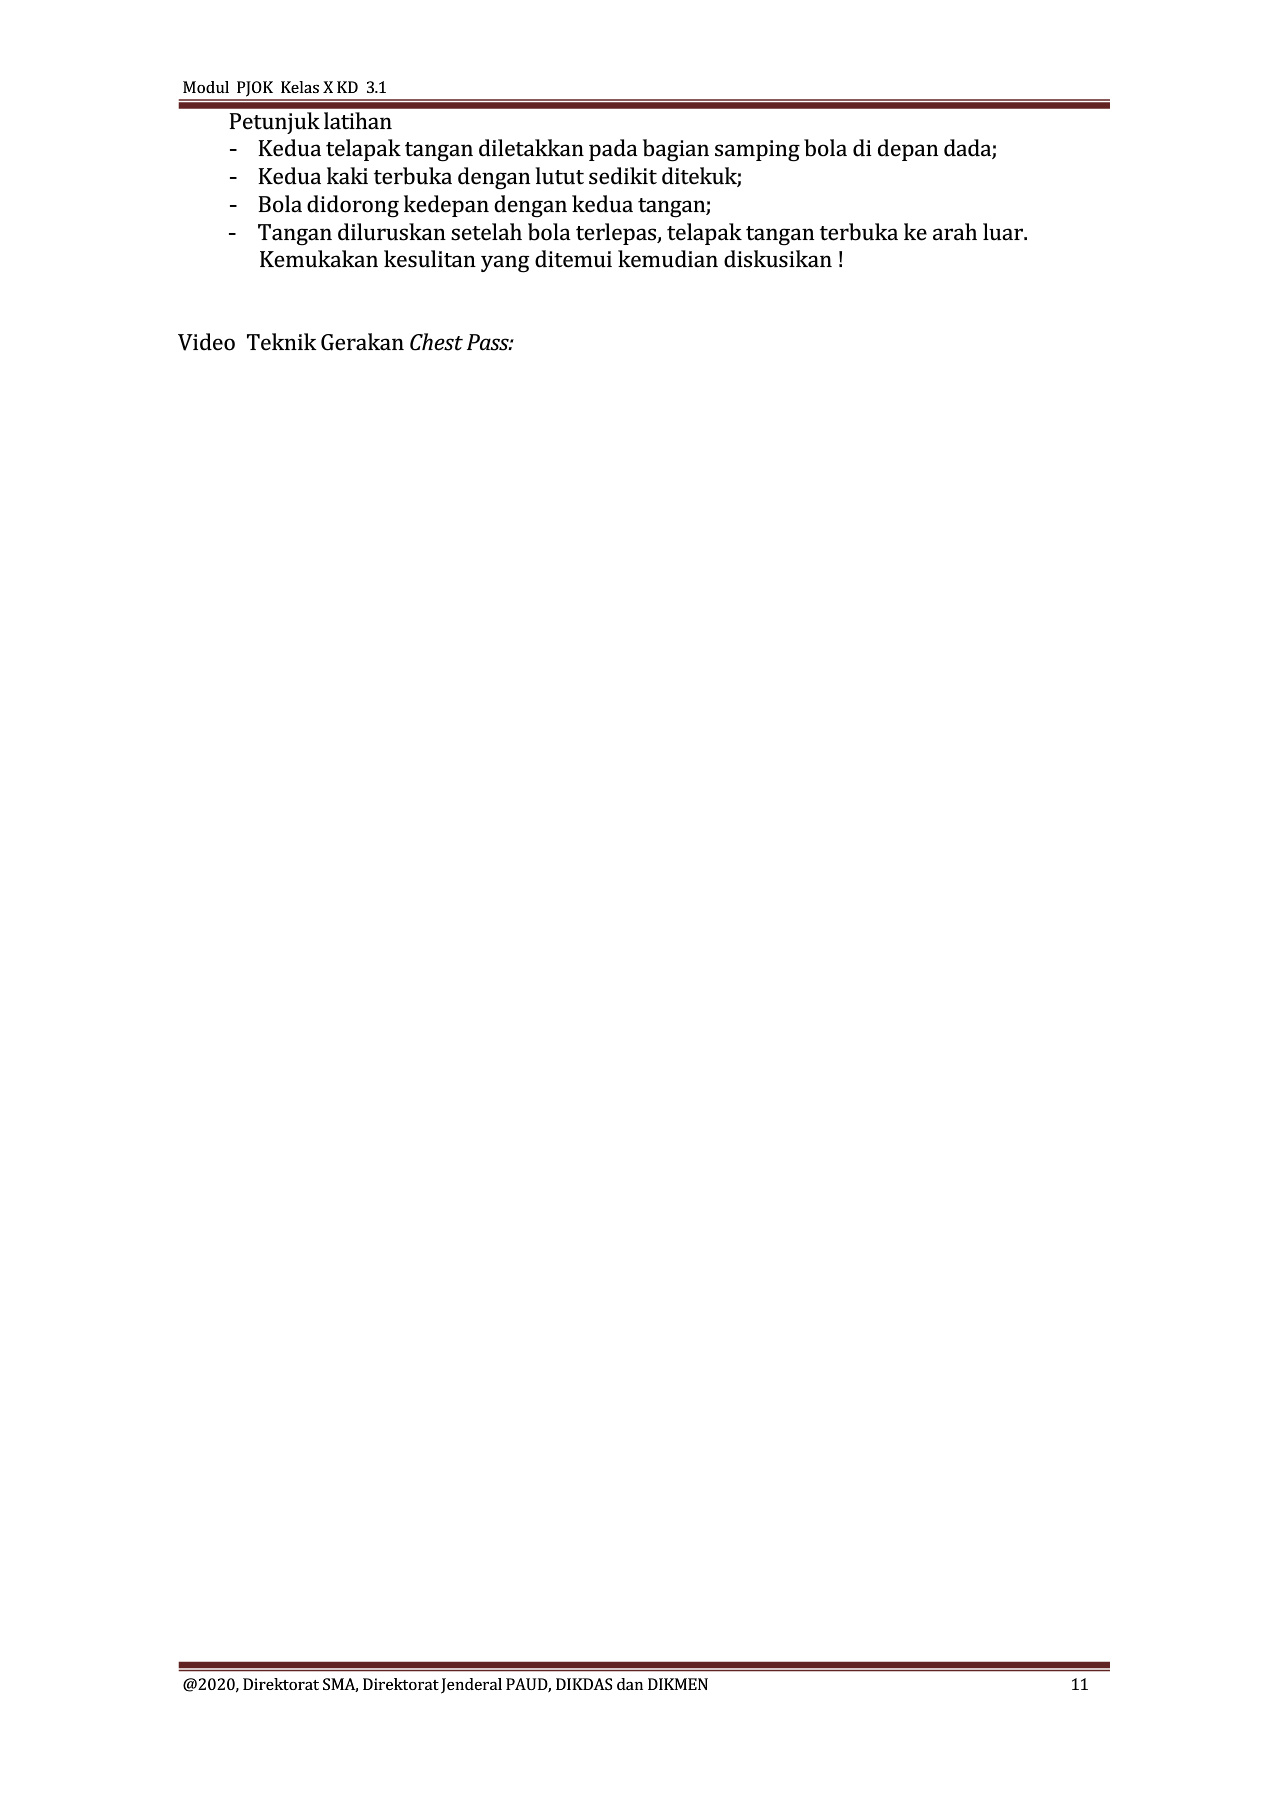 Modul PJOK Kelas X KD 3.1
Petunjuk latihan
- Kedua telapak tangan diletakkan pada bagian samping bola di depan dada;
- Kedua kaki terbuka dengan lutut sedikit ditekuk;
- Bola didorong kedepan dengan kedua tangan;
- Tangan diluruskan setelah bola terlepas, telapak tangan terbuka ke arah luar.
Kemukakan kesulitan yang ditemui kemudian diskusikan !
Video Teknik Gerakan Chest Pass:
@2020, Direktorat SMA, Direktorat Jenderal PAUD, DIKDAS dan DIKMEN 11